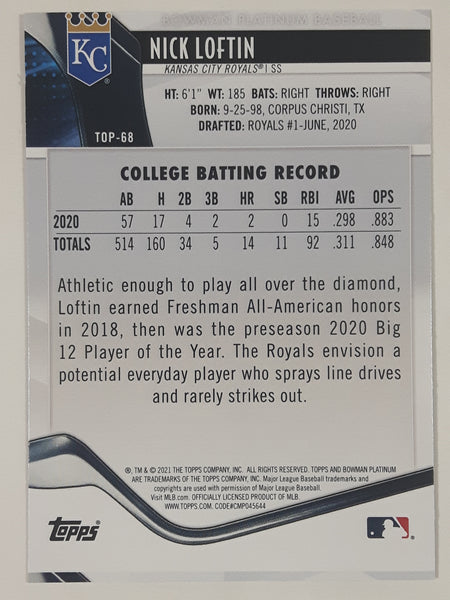 BOWMAN PLATINUM BASEBALL
KC
NICK LOFTIN
KANSAS CITY ROYALS® | SS
TOP-68
HT: 6'1" WT: 185 BATS: RIGHT THROWS: RIGHT
BORN: 9-25-98, CORPUS CHRISTI, TX
DRAFTED: ROYALS #1-JUNE, 2020
COLLEGE BATTING RECORD
AB H 2B 3B HR SB RBI AVG OPS
2020 57 17 4 2 2 0 15 .298 .883
TOTALS 514 160 34 5 14 11 92 .311 .848
Athletic enough to play all over the diamond,
Loftin earned Freshman All-American honors
in 2018, then was the preseason 2020 Big
12 Player of the Year. The Royals envision a
potential everyday player who sprays line drives
and rarely strikes out.
®, TM & © 2021 THE TOPPS COMPANY, INC. ALL RIGHTS RESERVED. TOPPS AND BOWMAN PLATINUM
ARE TRADEMARKS OF THE TOPPS COMPANY, INC. Major League Baseball trademarks and
copyrights are used with permission of Major League Baseball.
Visit MLB.com. OFFICIALLY LICENSED PRODUCT OF MLB.
WWW.TOPPS.COM. CODE#CMP045644
Topps®